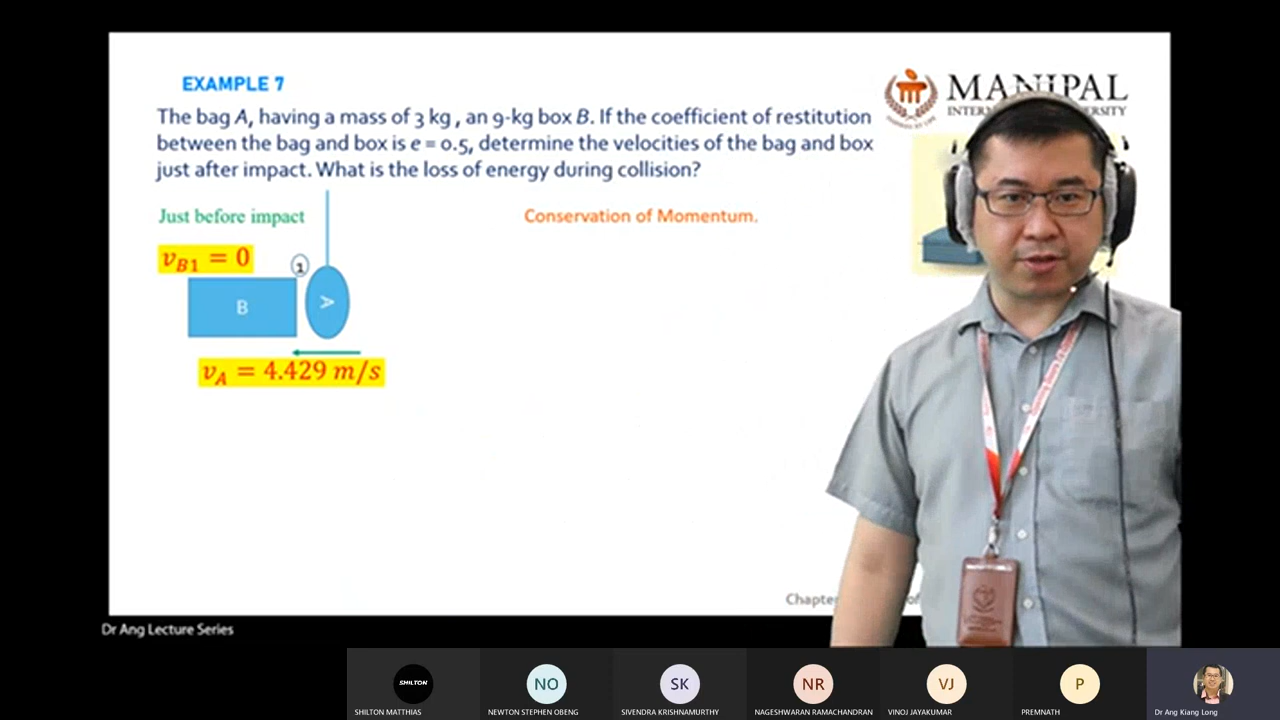 EXAMPLE 7
The bag A, having a mass of 3 kg , an 9-kg box B. If the coefficient of restitution
between the bag and box is e = 0.5, determine the velocities of the bag and box
just after impact. What is the loss of energy during collision?
MANIPAL
Just before impact
Conservation of Momentum.
v_B1 = 0
1
B
A
v_A = 4.429 m/s
Dr Ang Lecture Series
SHILTON
NO
SK
NR
VJ
P
SHILTON MATTHIAS
NEWTON STEPHEN OBENG
SIVENDRA KRISHNAMURTHY
NAGESHWARAN RAMACHANDRAN
VINOJ JAYAKUMAR
PREMNATH
Dr Ang Kiang Long